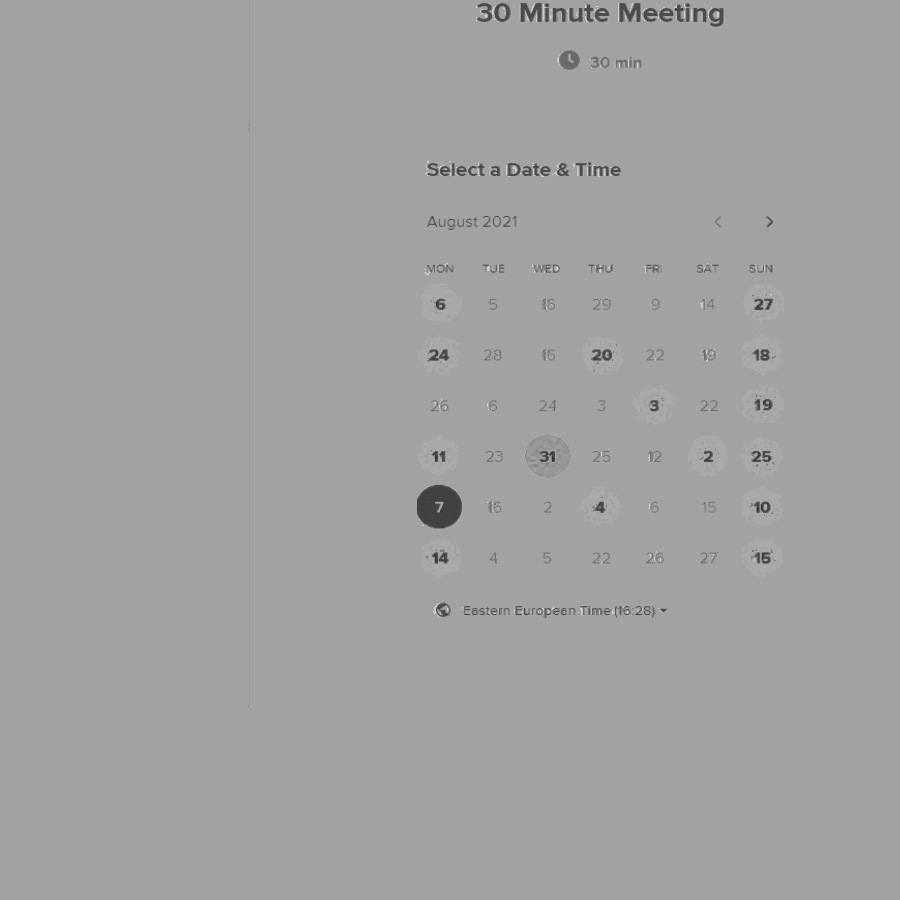 30 Minute Meeting
30 min
Select a Date & Time
August 2021
MON TUE WED THU FRI SAT SUN
6 5 16 29 9 14 27
24 28 16 20 22 19 18
26 6 24 3 3 22 19
11 23 31 25 12 2 25
7 16 2 4 6 15 10
14 4 5 22 26 27 15
Eastern European Time (16:28)